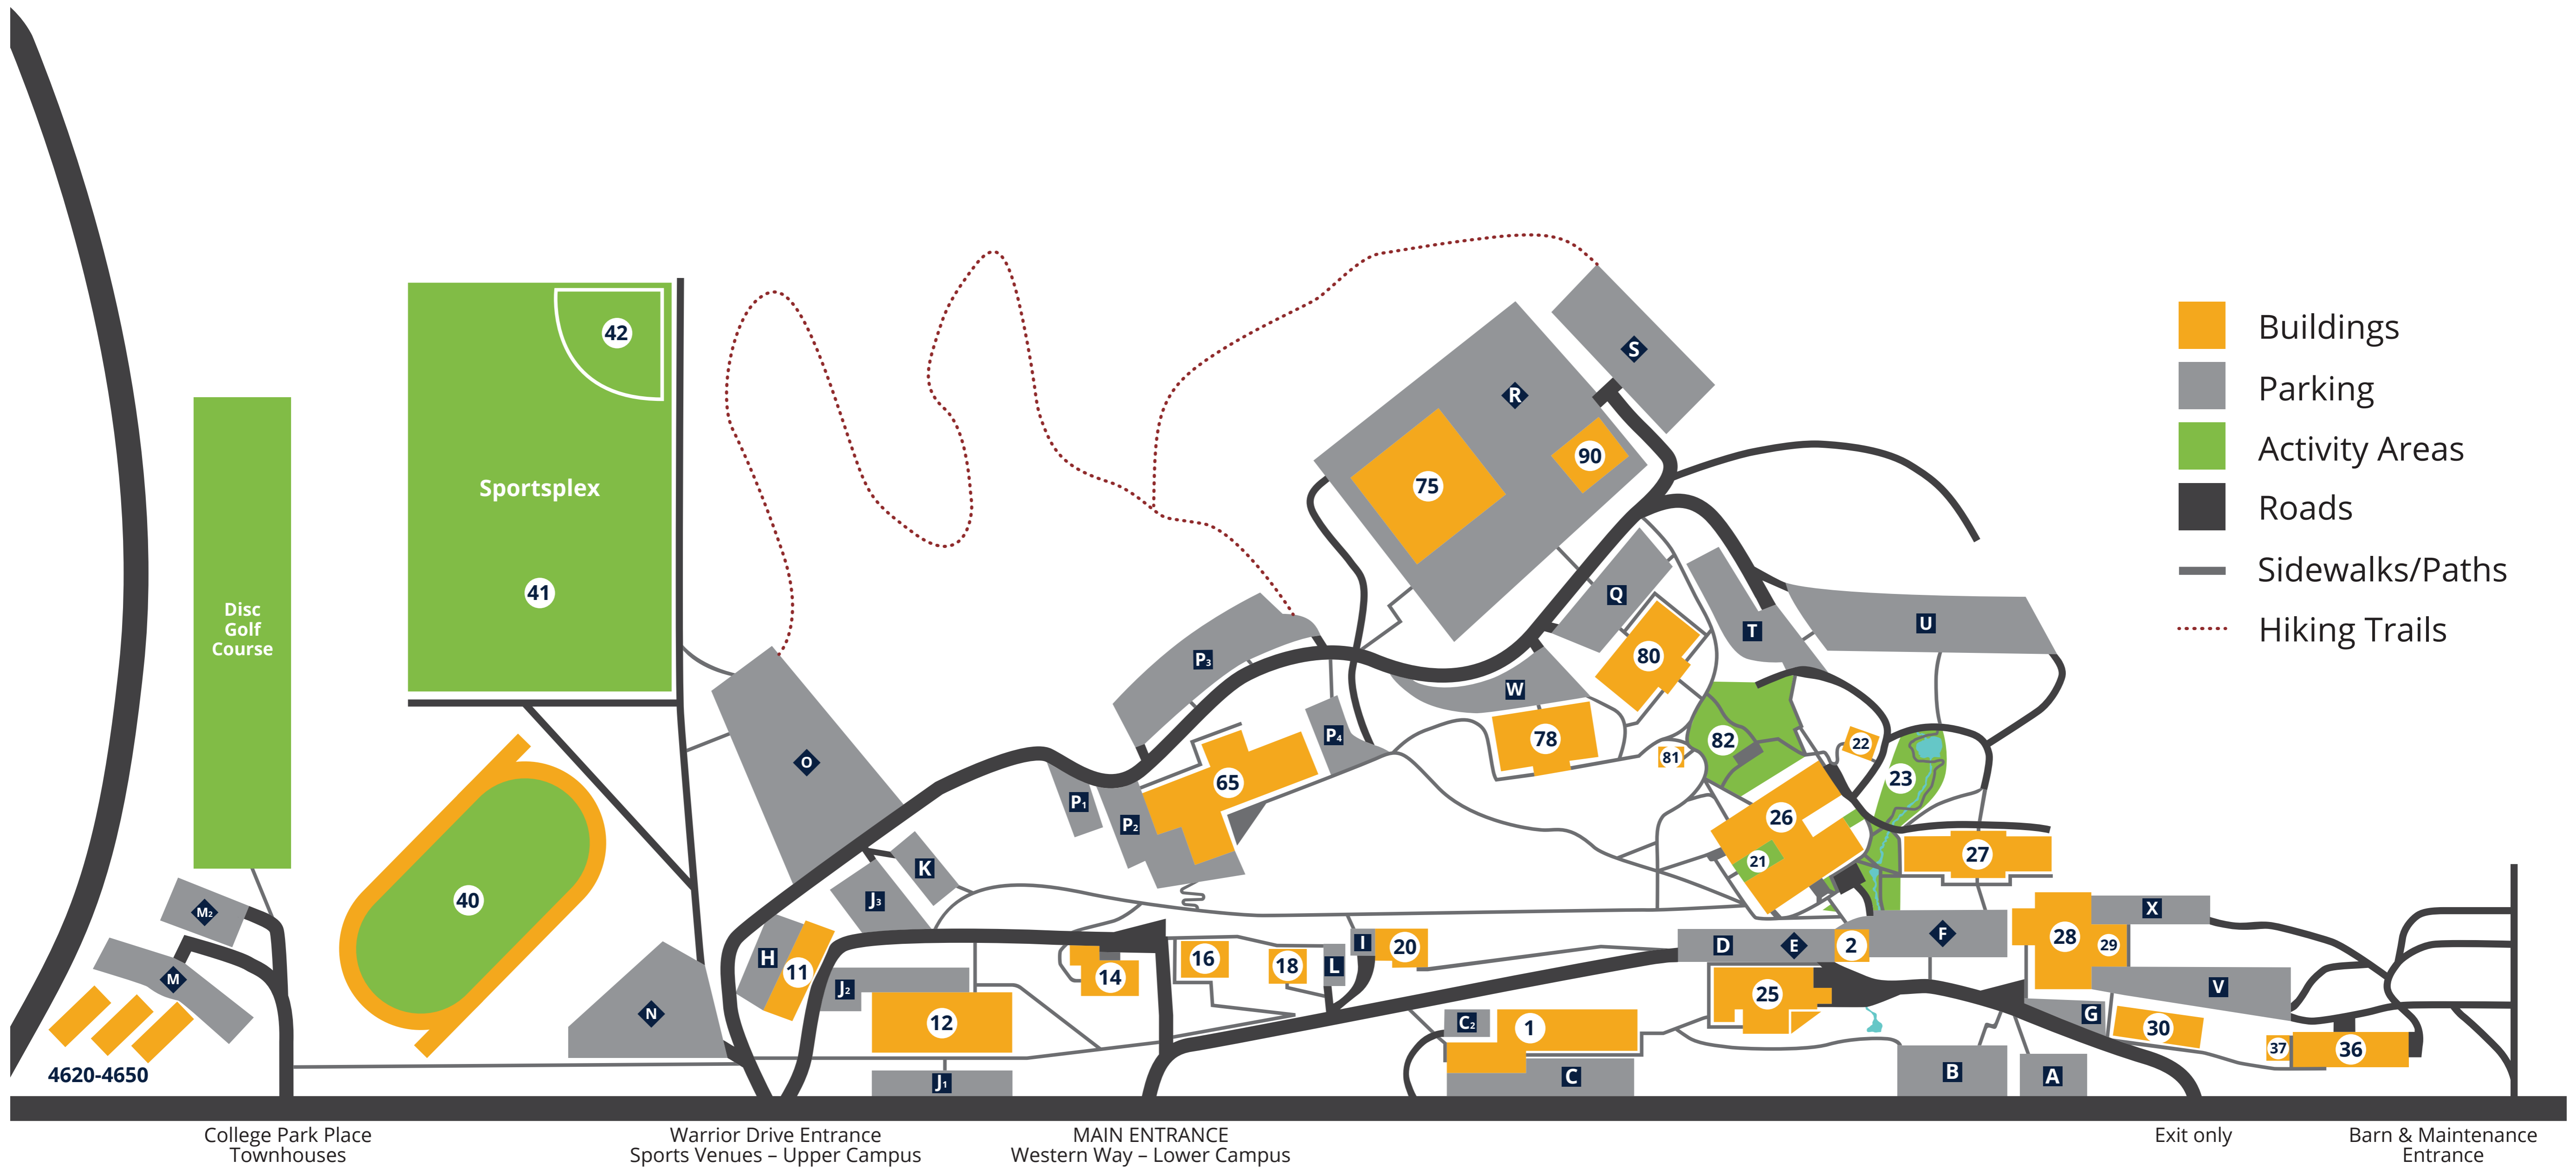 42
S
Buildings
R
Parking
Activity Areas
90
75
Sportsplex
Roads
Sidewalks/Paths
41
Q
Disc
Golf
Course
U
T
Hiking Trails
P3
80
W
P4
78
82
22
81
O
65
23
P1
P2
26
21
27
K
40
J3
M2
X
F
28
29
D
E
2
I
20
16
H
18
L
11
14
M
J2
25
V
N
12
C2
1
G
30
37
36
4620-4650
J1
C
B
A
College Park Place
Townhouses
Warrior Drive Entrance
Sports Venues – Upper Campus
MAIN ENTRANCE
Western Way – Lower Campus
Exit only
Barn & Maintenance
Entrance